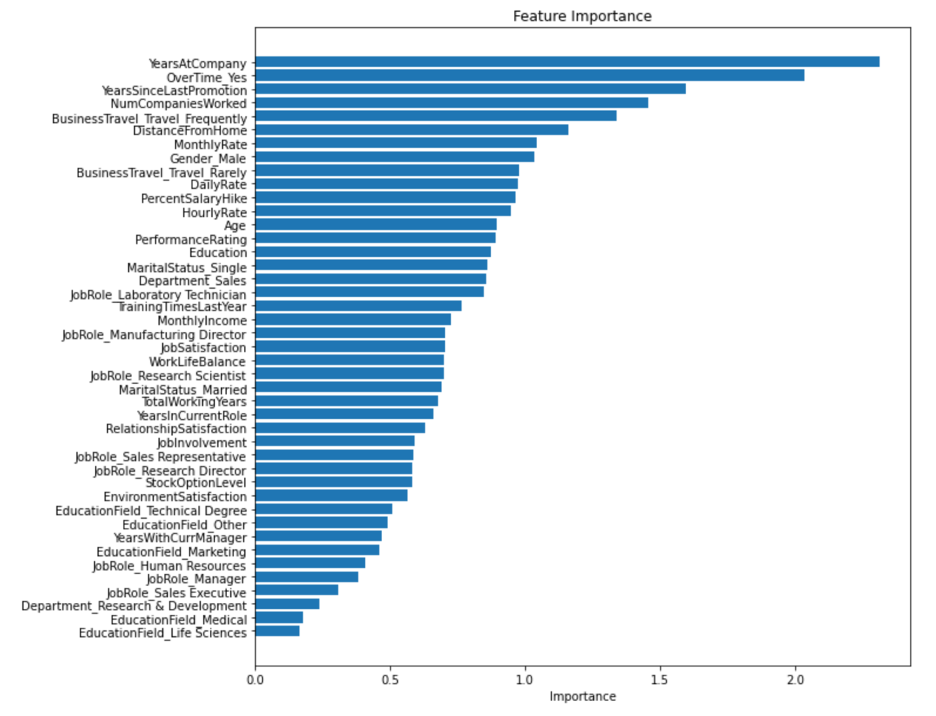 Feature Importance
YearsAtCompany
OverTime_Yes
YearsSinceLastPromotion
NumCompaniesWorked
BusinessTravel_Travel_Frequently
DistanceFromHome
MonthlyRate
Gender_Male
BusinessTravel_Travel_Rarely
DailyRate
PercentSalaryHike
HourlyRate
Age
PerformanceRating
Education
MaritalStatus_Single
Department_Sales
JobRole_Laboratory Technician
TrainingTimesLastYear
MonthlyIncome
JobRole_Manufacturing Director
JobSatisfaction
WorkLifeBalance
JobRole_Research Scientist
MaritalStatus_Married
TotalWorkingYears
YearsInCurrentRole
RelationshipSatisfaction
JobInvolvement
JobRole_Sales Representative
JobRole_Research Director
StockOptionLevel
EnvironmentSatisfaction
EducationField_Technical Degree
EducationField_Other
YearsWithCurrManager
EducationField_Marketing
JobRole_Human Resources
JobRole_Manager
JobRole_Sales Executive
Department_Research & Development
EducationField_Medical
EducationField_Life Sciences
0.0 0.5 1.0 1.5 2.0
Importance